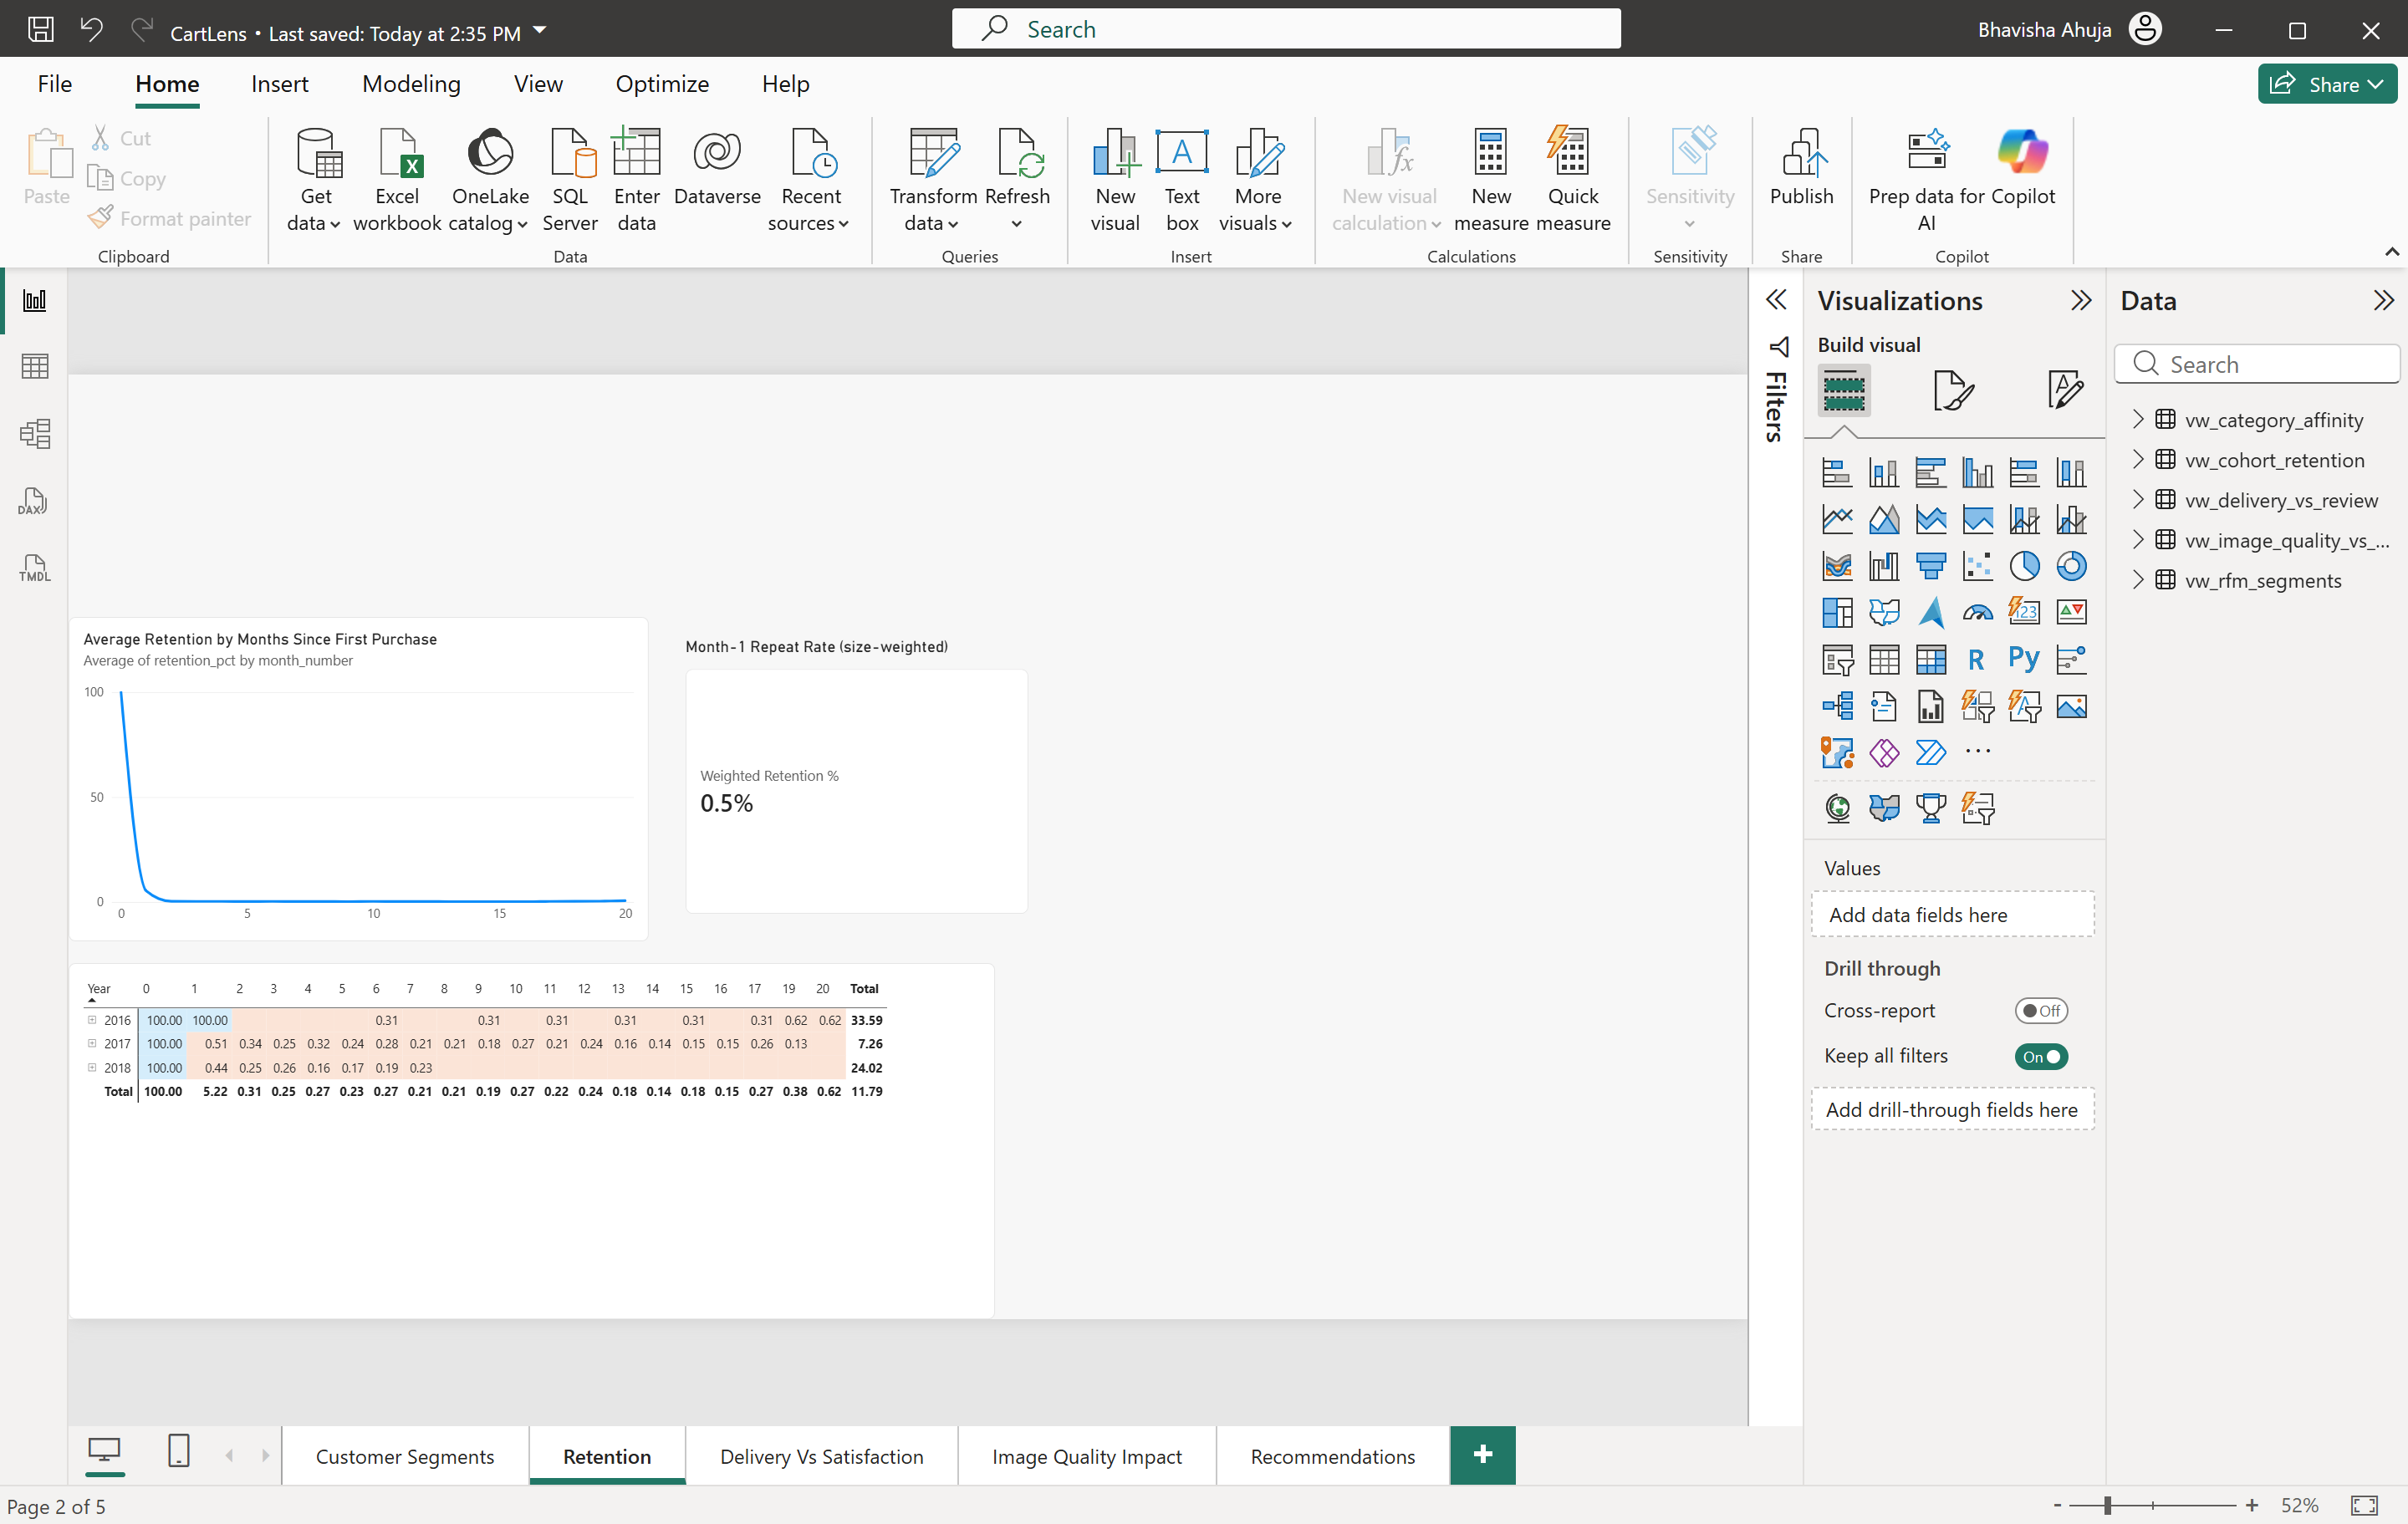 CartLens • Last saved: Today at 2:35 PM
Search
Bhavisha Ahuja
File Home Insert Modeling View Optimize Help
Share
Paste
Cut
Copy
Format painter
Clipboard
Get data
Excel workbook
OneLake catalog
SQL Server
Enter data
Dataverse
Recent sources
Data
Transform data
Refresh
Queries
New visual
Text box
A
More visuals
Insert
New visual calculation
New measure
Quick measure
Calculations
Sensitivity
Sensitivity
Publish
Share
Prep data for AI
Copilot
Copilot
DAX
TMDL
Average Retention by Months Since First Purchase
Average of retention_pct by month_number
100
50
0
0 5 10 15 20
Month-1 Repeat Rate (size-weighted)
Weighted Retention %
0.5%
Year 0 1 2 3 4 5 6 7 8 9 10 11 12 13 14 15 16 17 19 20 Total
2016 100.00 100.00 0.31 0.31 0.31 0.31 0.31 0.31 0.62 0.62 33.59
2017 100.00 0.51 0.34 0.25 0.32 0.24 0.28 0.21 0.21 0.18 0.27 0.21 0.24 0.16 0.14 0.15 0.15 0.26 0.13 7.26
2018 100.00 0.44 0.25 0.26 0.16 0.17 0.19 0.23 24.02
Total 100.00 5.22 0.31 0.25 0.27 0.23 0.27 0.21 0.21 0.19 0.27 0.22 0.24 0.18 0.14 0.18 0.15 0.27 0.38 0.62 11.79
Filters
Visualizations
Build visual
123
R Py
Values
Add data fields here
Drill through
Cross-report Off
Keep all filters On
Add drill-through fields here
Data
Search
vw_category_affinity
vw_cohort_retention
vw_delivery_vs_review
vw_image_quality_vs_...
vw_rfm_segments
Customer Segments
Retention
Delivery Vs Satisfaction
Image Quality Impact
Recommendations
+
Page 2 of 5
- + 52%